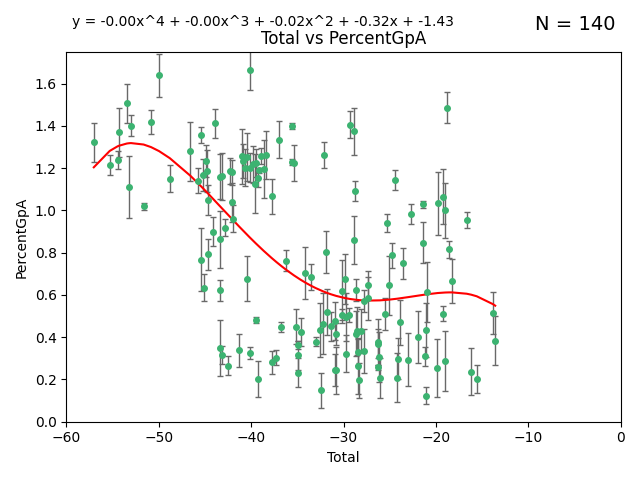 y = -0.00x^4 + -0.00x^3 + -0.02x^2 + -0.32x + -1.43
N = 140
Total vs PercentGpA
PercentGpA
1.6
1.4
1.2
1.0
0.8
0.6
0.4
0.2
0.0
−60 −50 −40 −30 −20 −10 0
Total